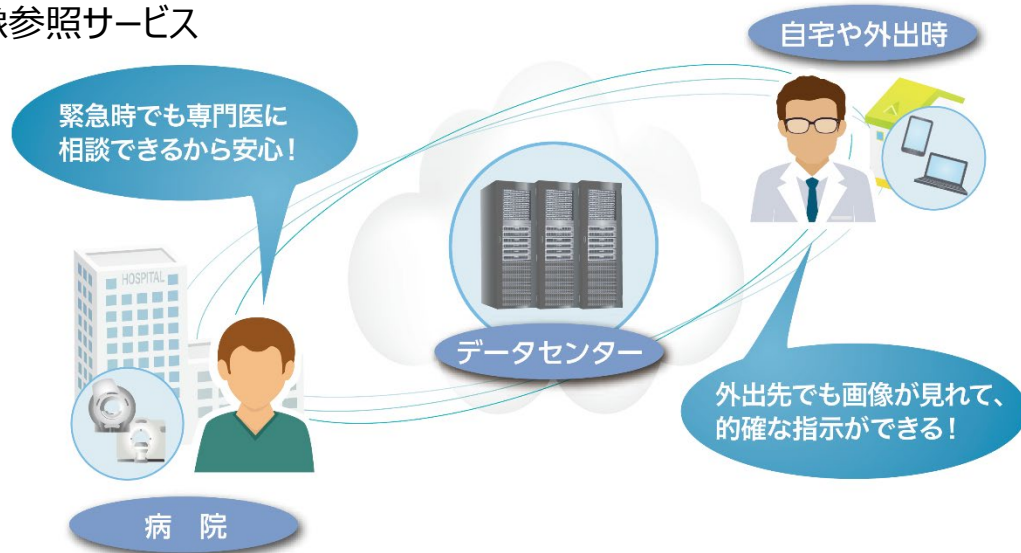 像参照サービス
自宅や外出時
緊急時でも専門医に
相談できるから安心！
HOSPITAL
データセンター
外出先でも画像が見れて、
的確な指示ができる！
病 院